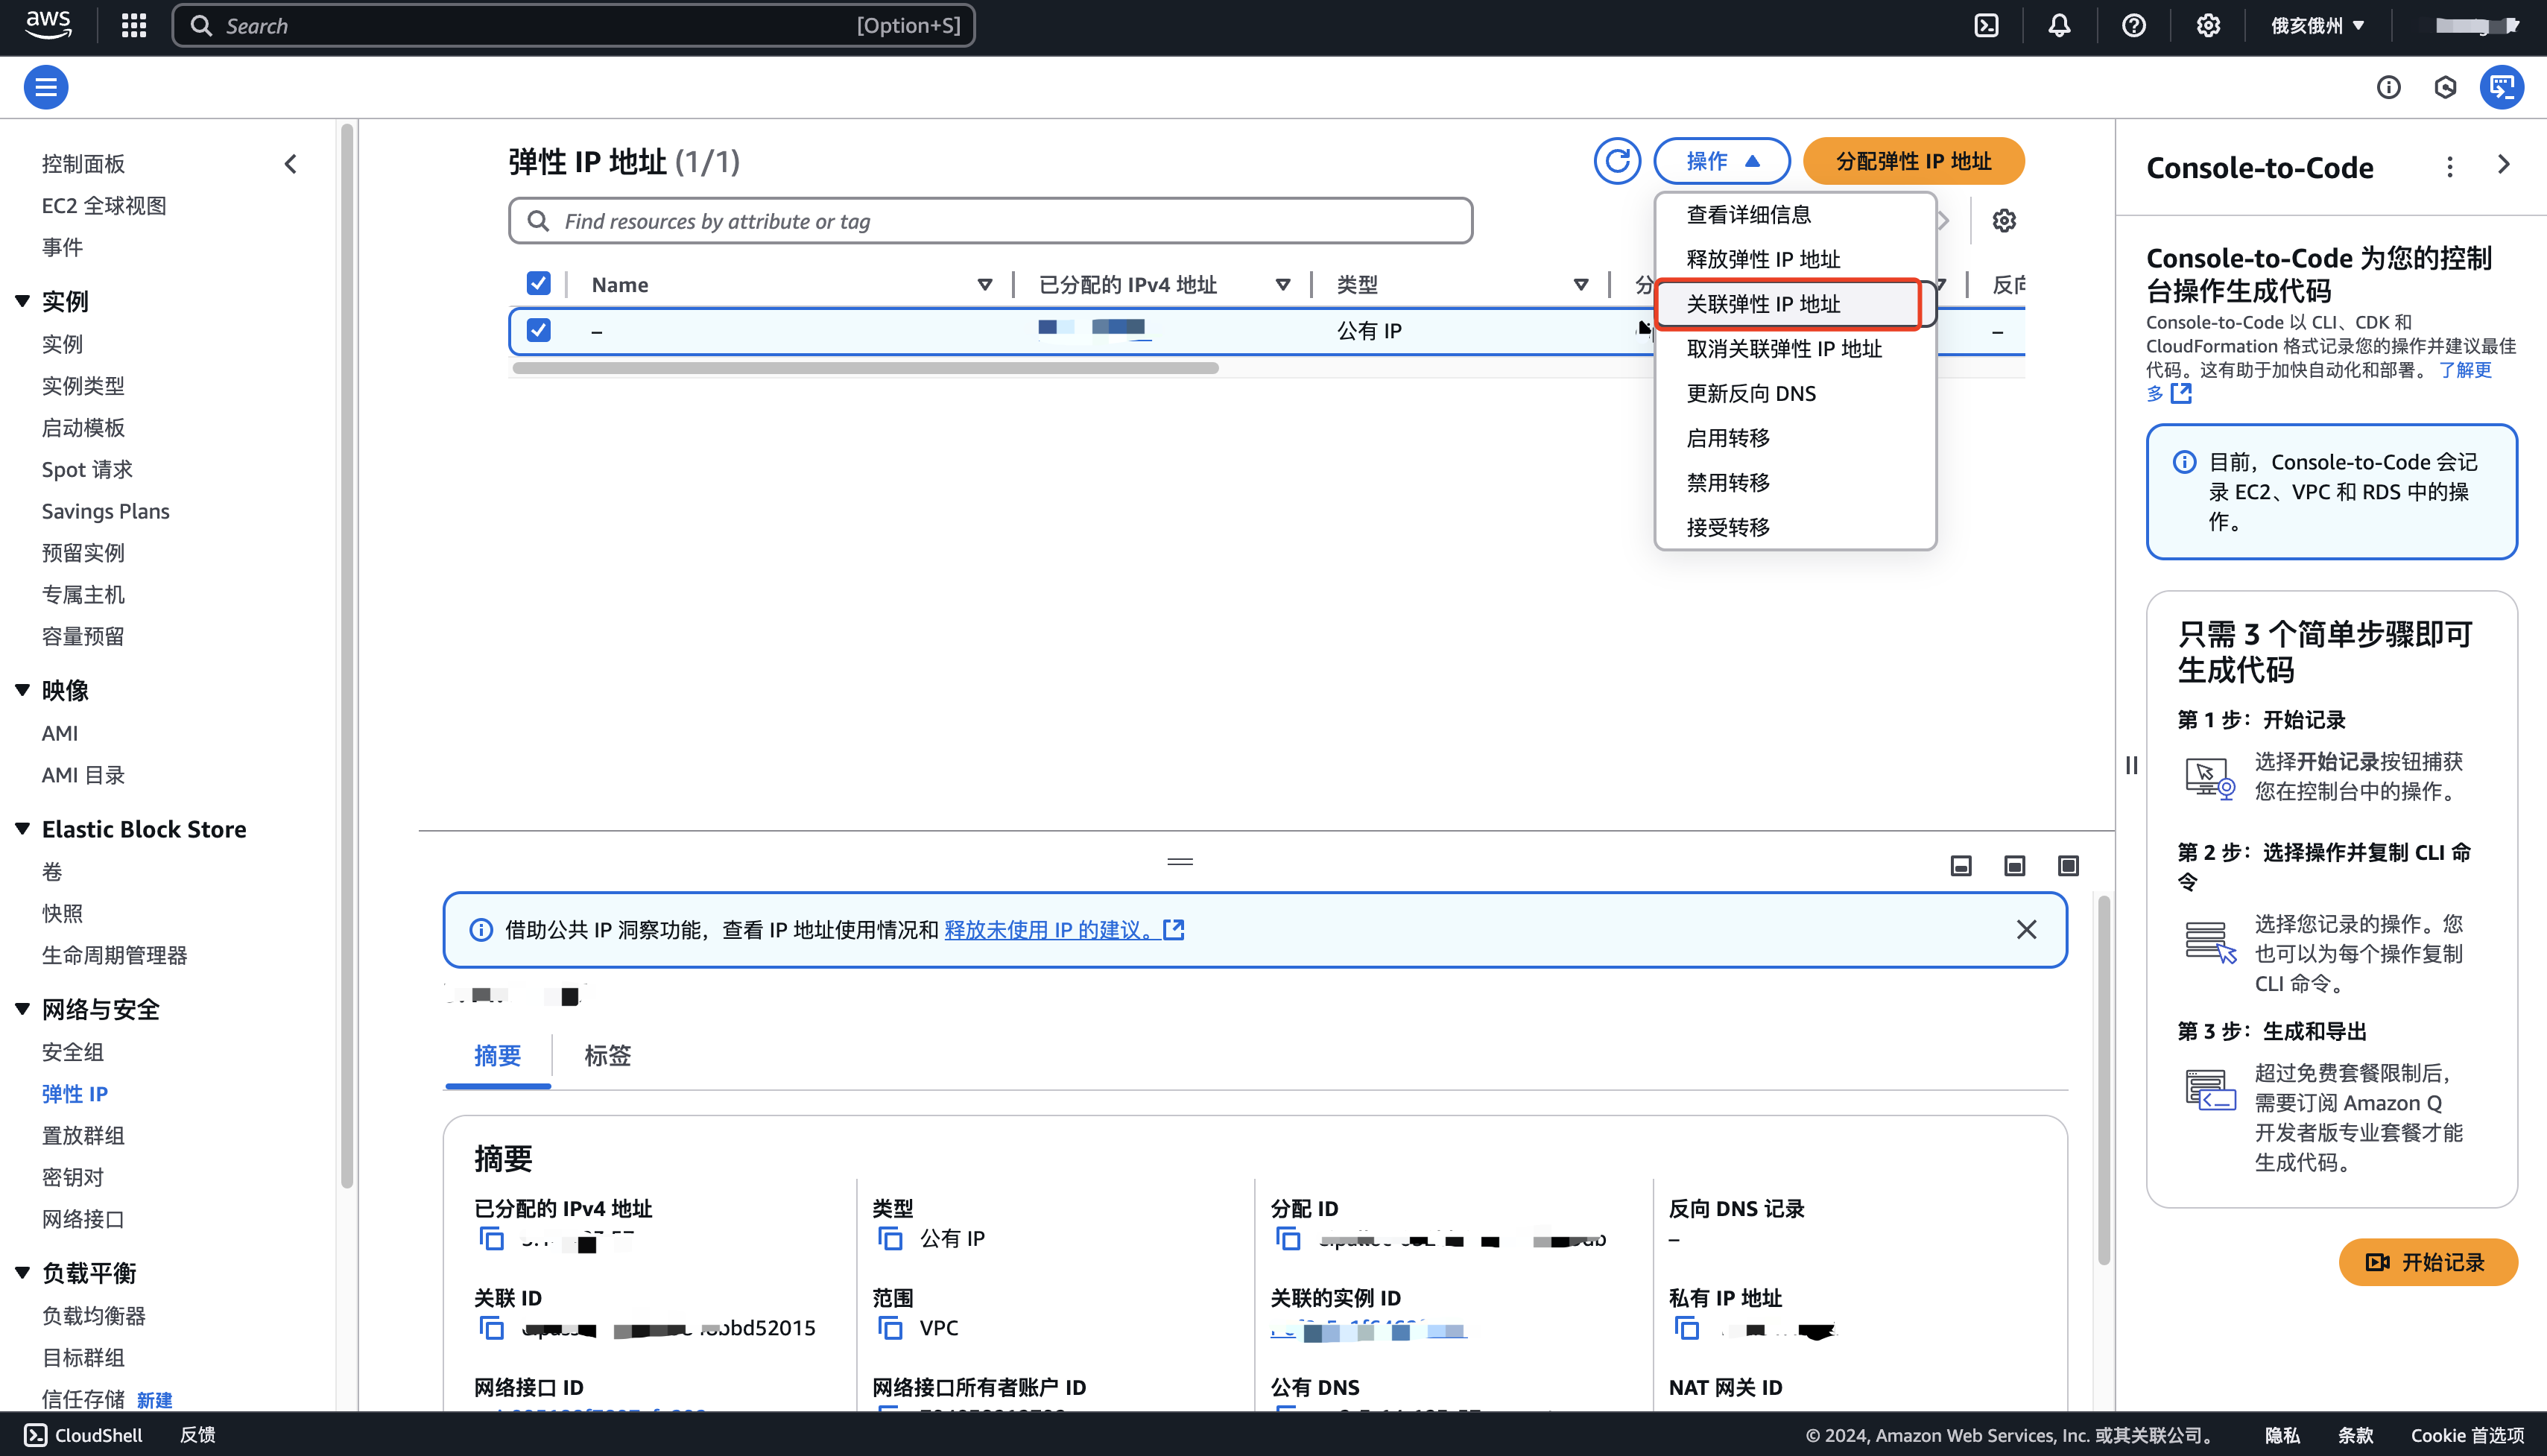 aws
Search
[Option+S]
俄亥俄州
控制面板
EC2 全球视图
事件
实例
实例
实例类型
启动模板
Spot 请求
Savings Plans
预留实例
专属主机
容量预留
映像
AMI
AMI 目录
Elastic Block Store
卷
快照
生命周期管理器
网络与安全
安全组
弹性 IP
置放群组
密钥对
网络接口
负载平衡
负载均衡器
目标群组
信任存储 新建
弹性 IP 地址 (1/1)
操作
分配弹性 IP 地址
Find resources by attribute or tag
Name
已分配的 IPv4 地址
类型
分
反向
–
公有 IP
–
查看详细信息
释放弹性 IP 地址
关联弹性 IP 地址
取消关联弹性 IP 地址
更新反向 DNS
启用转移
禁用转移
接受转移
借助公共 IP 洞察功能，查看 IP 地址使用情况和 释放未使用 IP 的建议。
摘要
标签
摘要
已分配的 IPv4 地址
类型
公有 IP
分配 ID
反向 DNS 记录
–
关联 ID
bbd52015
范围
VPC
关联的实例 ID
私有 IP 地址
网络接口 ID
网络接口所有者账户 ID
公有 DNS
NAT 网关 ID
Console-to-Code
Console-to-Code 为您的控制
台操作生成代码
Console-to-Code 以 CLI、CDK 和
CloudFormation 格式记录您的操作并建议最佳
代码。这有助于加快自动化和部署。 了解更
多
目前，Console-to-Code 会记
录 EC2、VPC 和 RDS 中的操
作。
只需 3 个简单步骤即可
生成代码
第 1 步：开始记录
选择开始记录按钮捕获
您在控制台中的操作。
第 2 步：选择操作并复制 CLI 命
令
选择您记录的操作。您
也可以为每个操作复制
CLI 命令。
第 3 步：生成和导出
超过免费套餐限制后，
需要订阅 Amazon Q
开发者版专业套餐才能
生成代码。
开始记录
CloudShell
反馈
© 2024, Amazon Web Services, Inc. 或其关联公司。
隐私
条款
Cookie 首选项